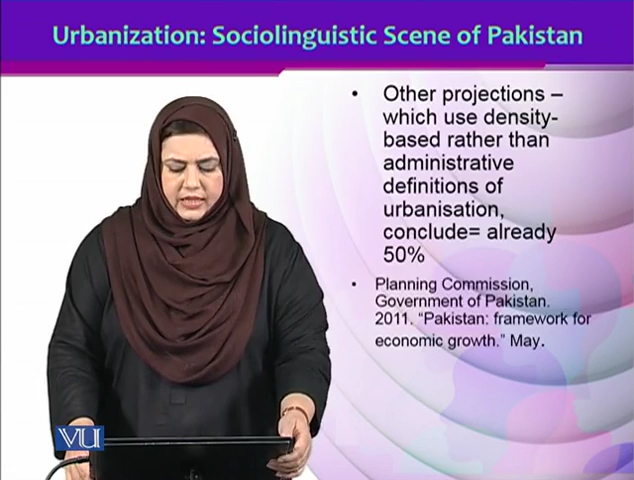 Urbanization: Sociolinguistic Scene of Pakistan
• Other projections –
which use density-
based rather than
administrative
definitions of
urbanisation,
conclude= already
50%
• Planning Commission,
Government of Pakistan.
2011. “Pakistan: framework for
economic growth.” May.
VU